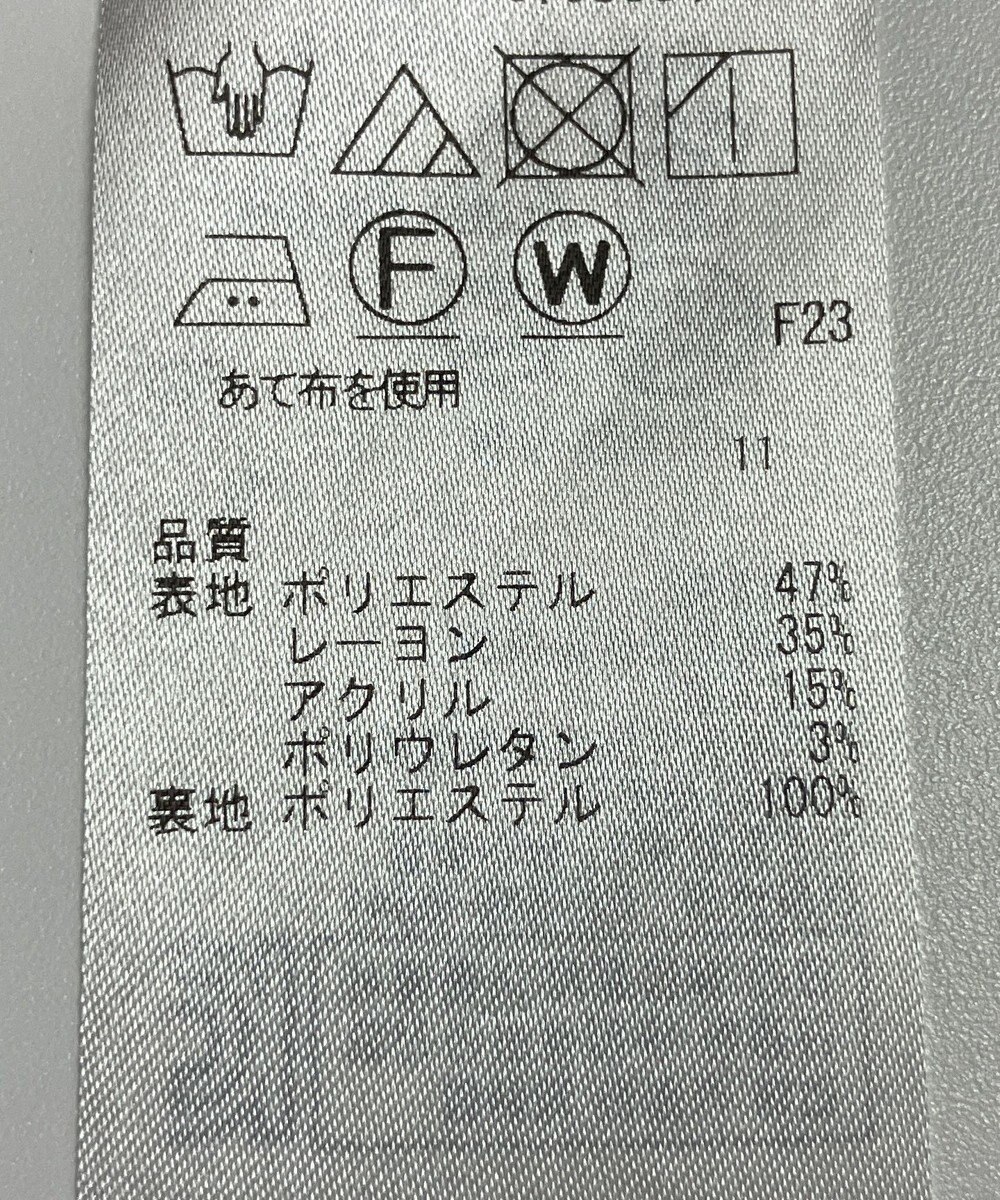 F W
F23
あて布を使用
11
品質
表地 ポリエステル 47%
レーヨン 35%
アクリル 15%
ポリウレタン 3%
裏地 ポリエステル 100%